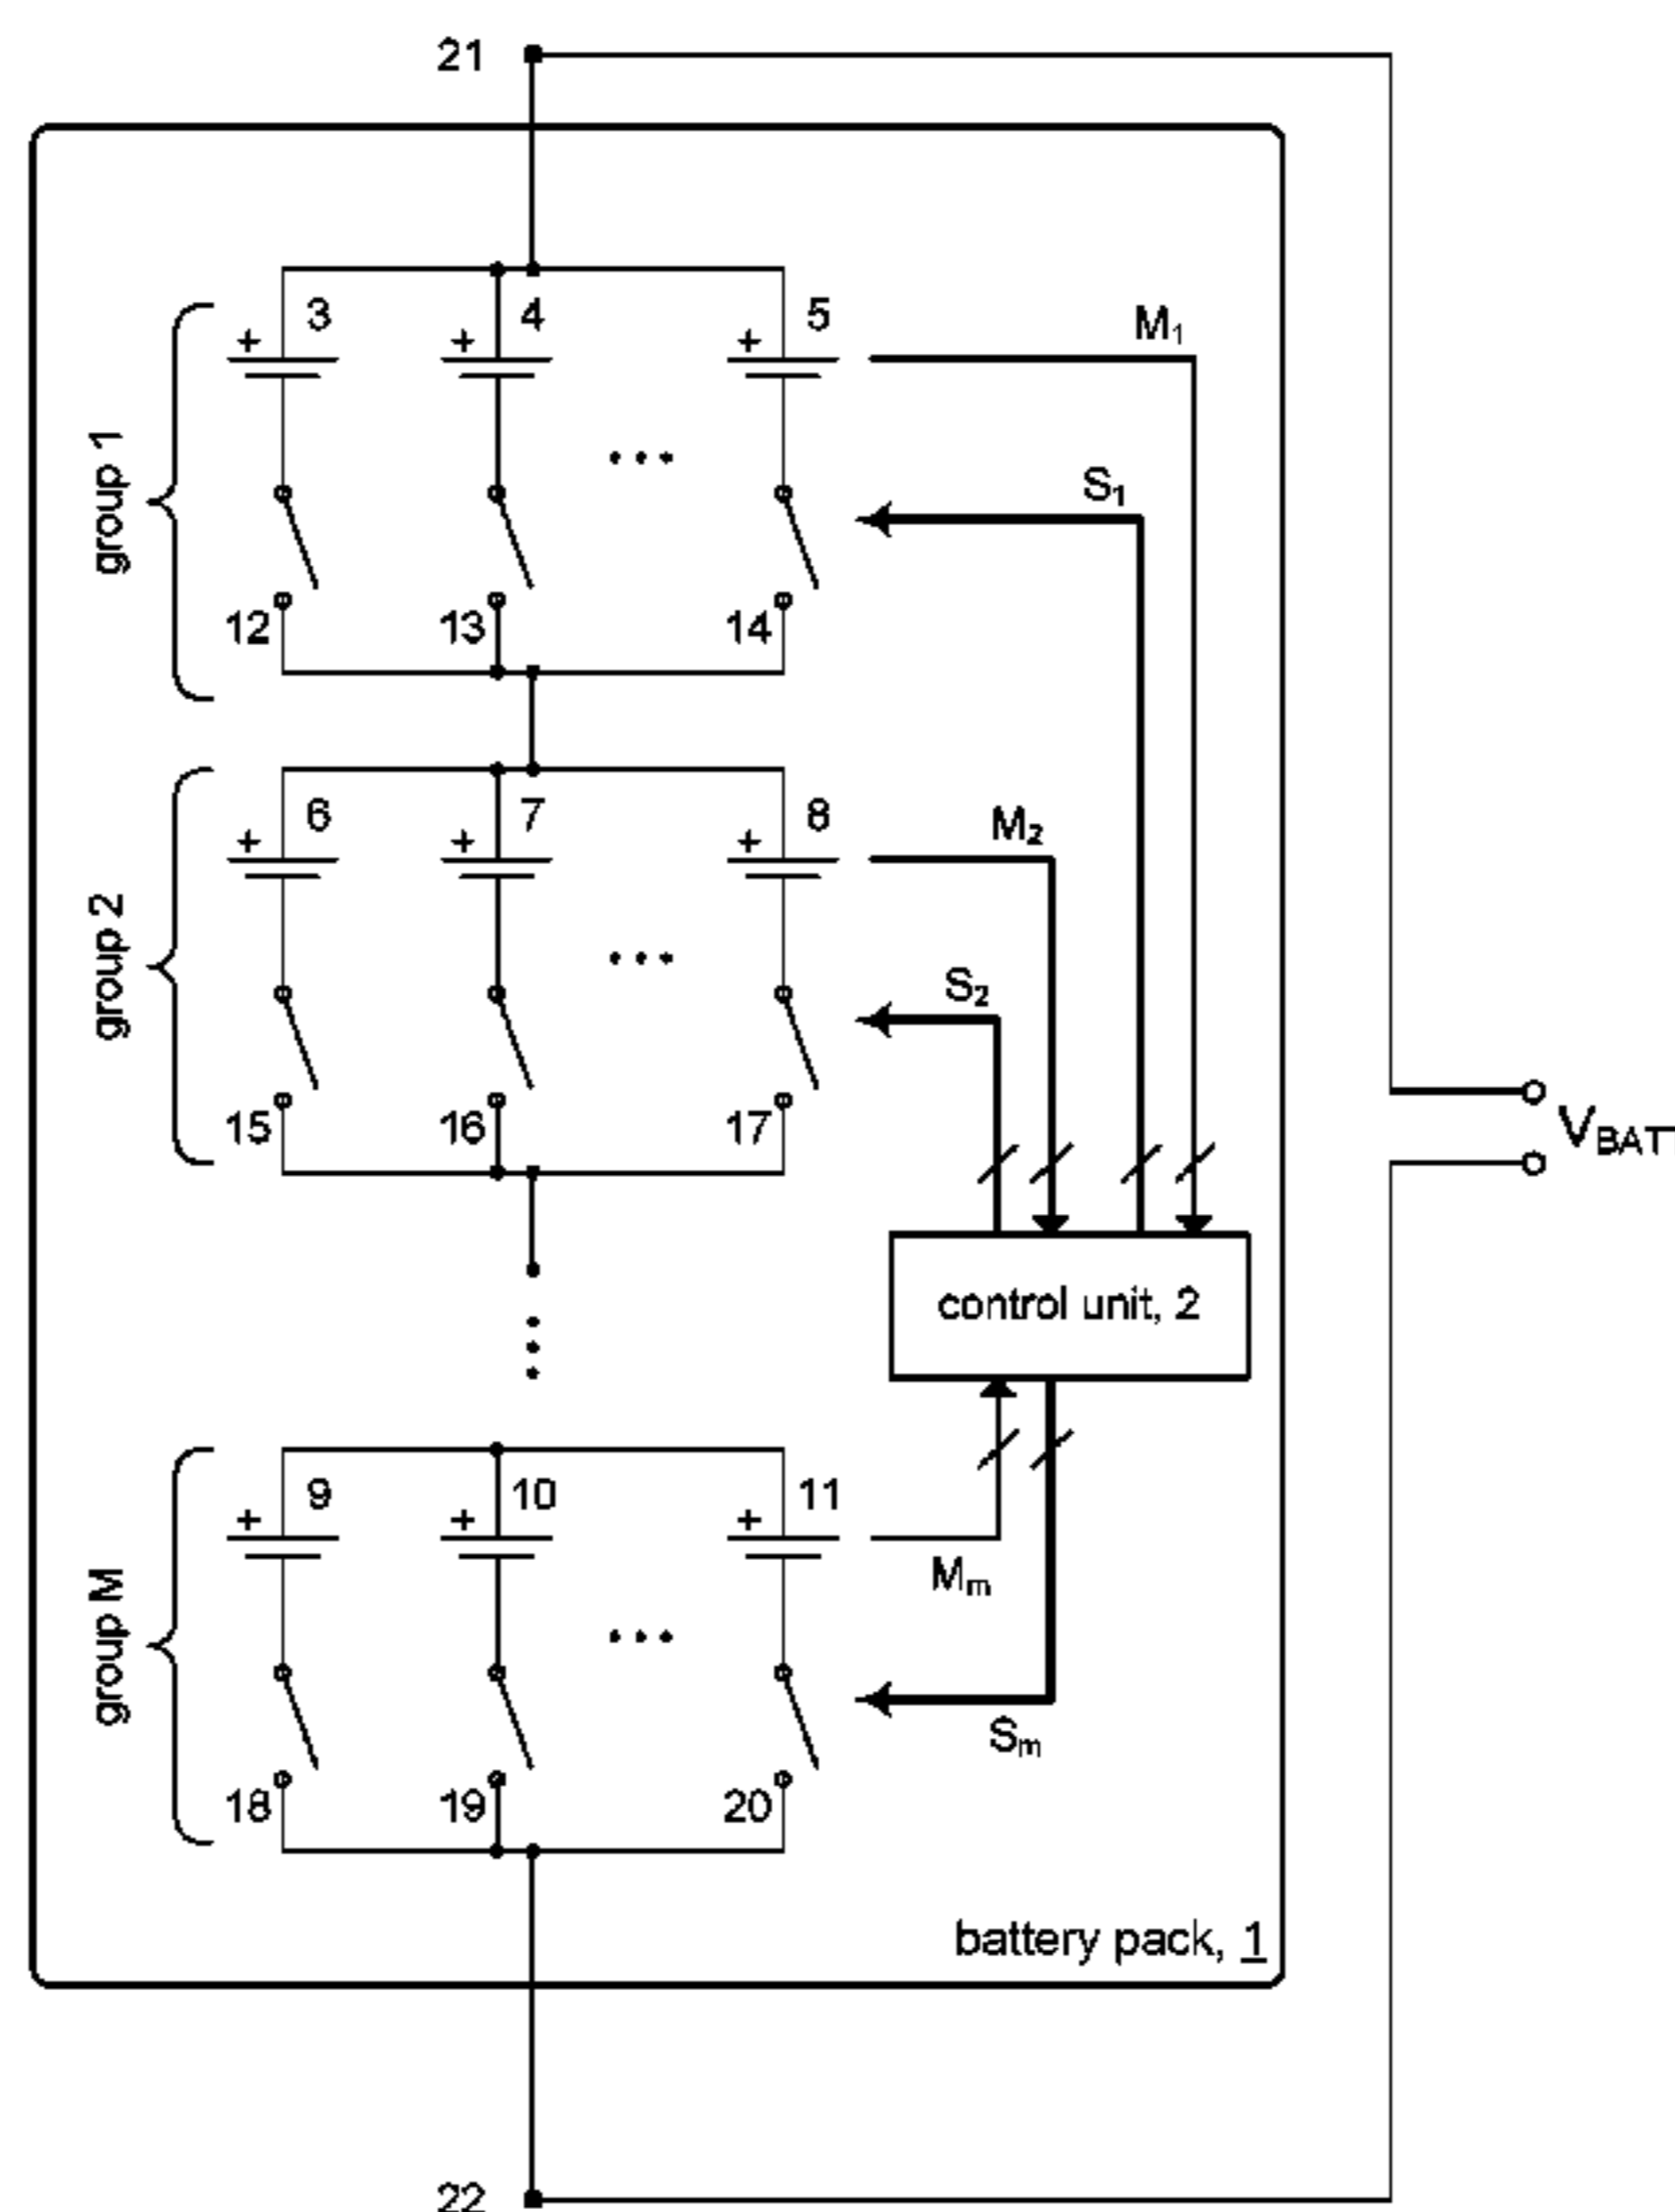 21
3 4 5 M₁
+ + +
group 1
S₁
12 13 14
6 7 8 M₂
+ + +
group 2
S₂
15 16 17
V_BATT
control unit, 2
9 10 11
+ + +
group M
Mₘ
Sₘ
18 19 20
battery pack, 1
22